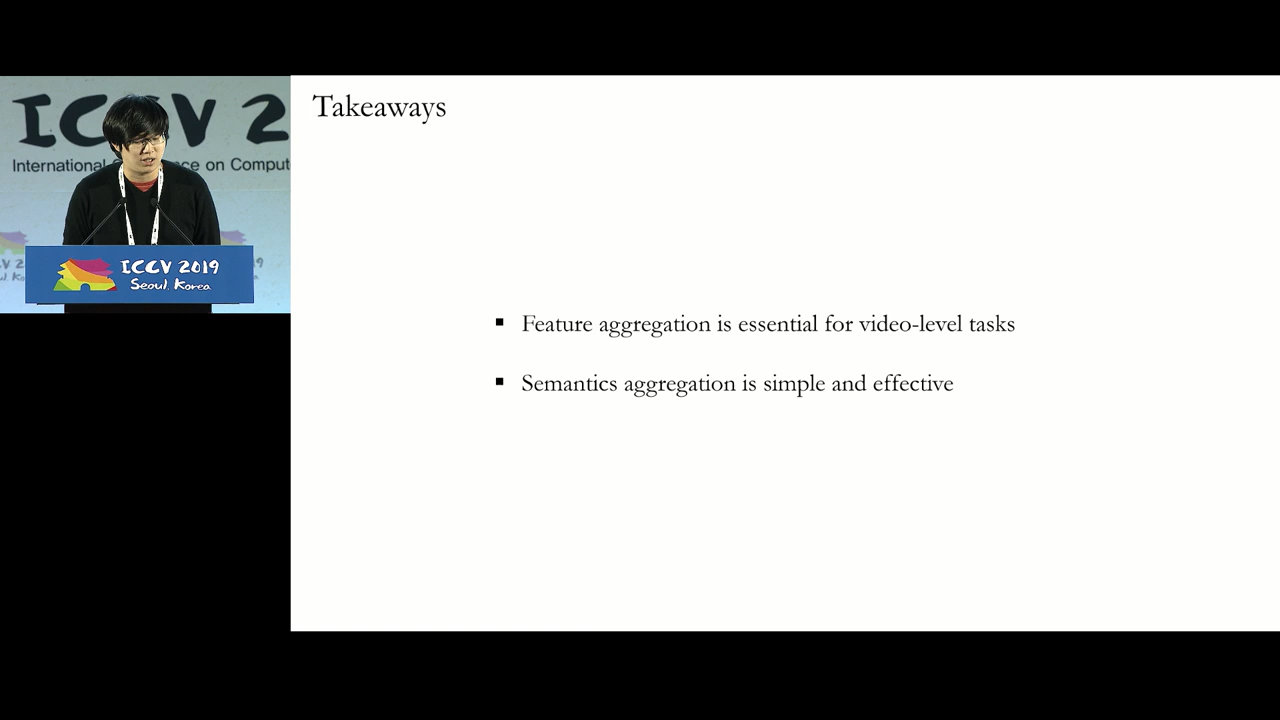 ICCV 2
International ce on Comput
ICCV 2019
Seoul, Korea
Takeaways
▪ Feature aggregation is essential for video-level tasks
▪ Semantics aggregation is simple and effective